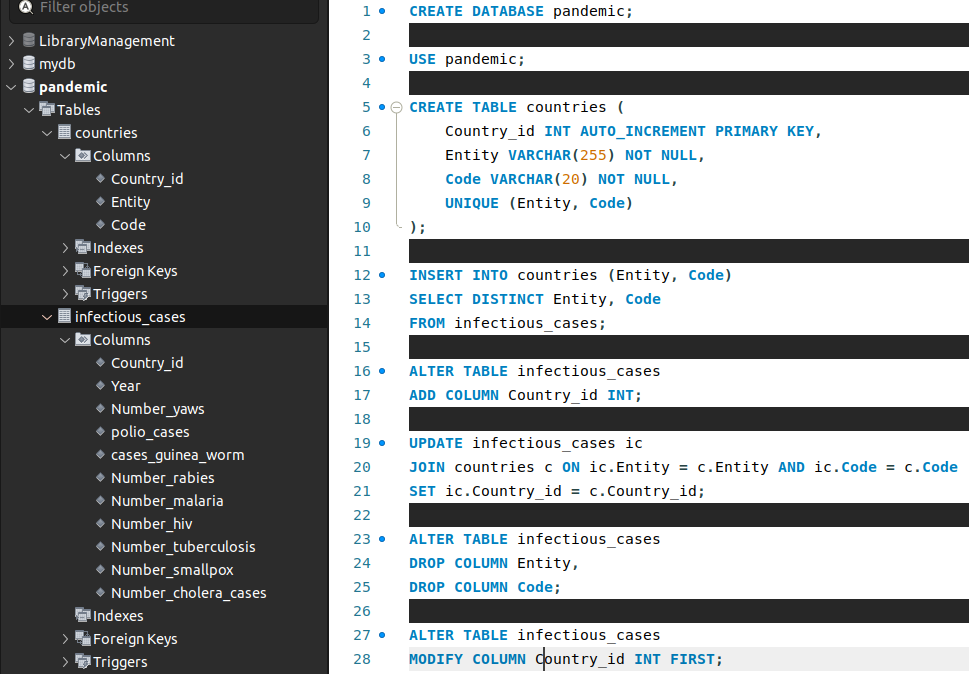 Filter objects
LibraryManagement
mydb
pandemic
Tables
countries
Columns
Country_id
Entity
Code
Indexes
Foreign Keys
Triggers
infectious_cases
Columns
Country_id
Year
Number_yaws
polio_cases
cases_guinea_worm
Number_rabies
Number_malaria
Number_hiv
Number_tuberculosis
Number_smallpox
Number_cholera_cases
Indexes
Foreign Keys
Triggers
1 CREATE DATABASE pandemic;
2
3 USE pandemic;
4
5 CREATE TABLE countries (
6 Country_id INT AUTO_INCREMENT PRIMARY KEY,
7 Entity VARCHAR(255) NOT NULL,
8 Code VARCHAR(20) NOT NULL,
9 UNIQUE (Entity, Code)
10 );
11
12 INSERT INTO countries (Entity, Code)
13 SELECT DISTINCT Entity, Code
14 FROM infectious_cases;
15
16 ALTER TABLE infectious_cases
17 ADD COLUMN Country_id INT;
18
19 UPDATE infectious_cases ic
20 JOIN countries c ON ic.Entity = c.Entity AND ic.Code = c.Code
21 SET ic.Country_id = c.Country_id;
22
23 ALTER TABLE infectious_cases
24 DROP COLUMN Entity,
25 DROP COLUMN Code;
26
27 ALTER TABLE infectious_cases
28 MODIFY COLUMN Country_id INT FIRST;